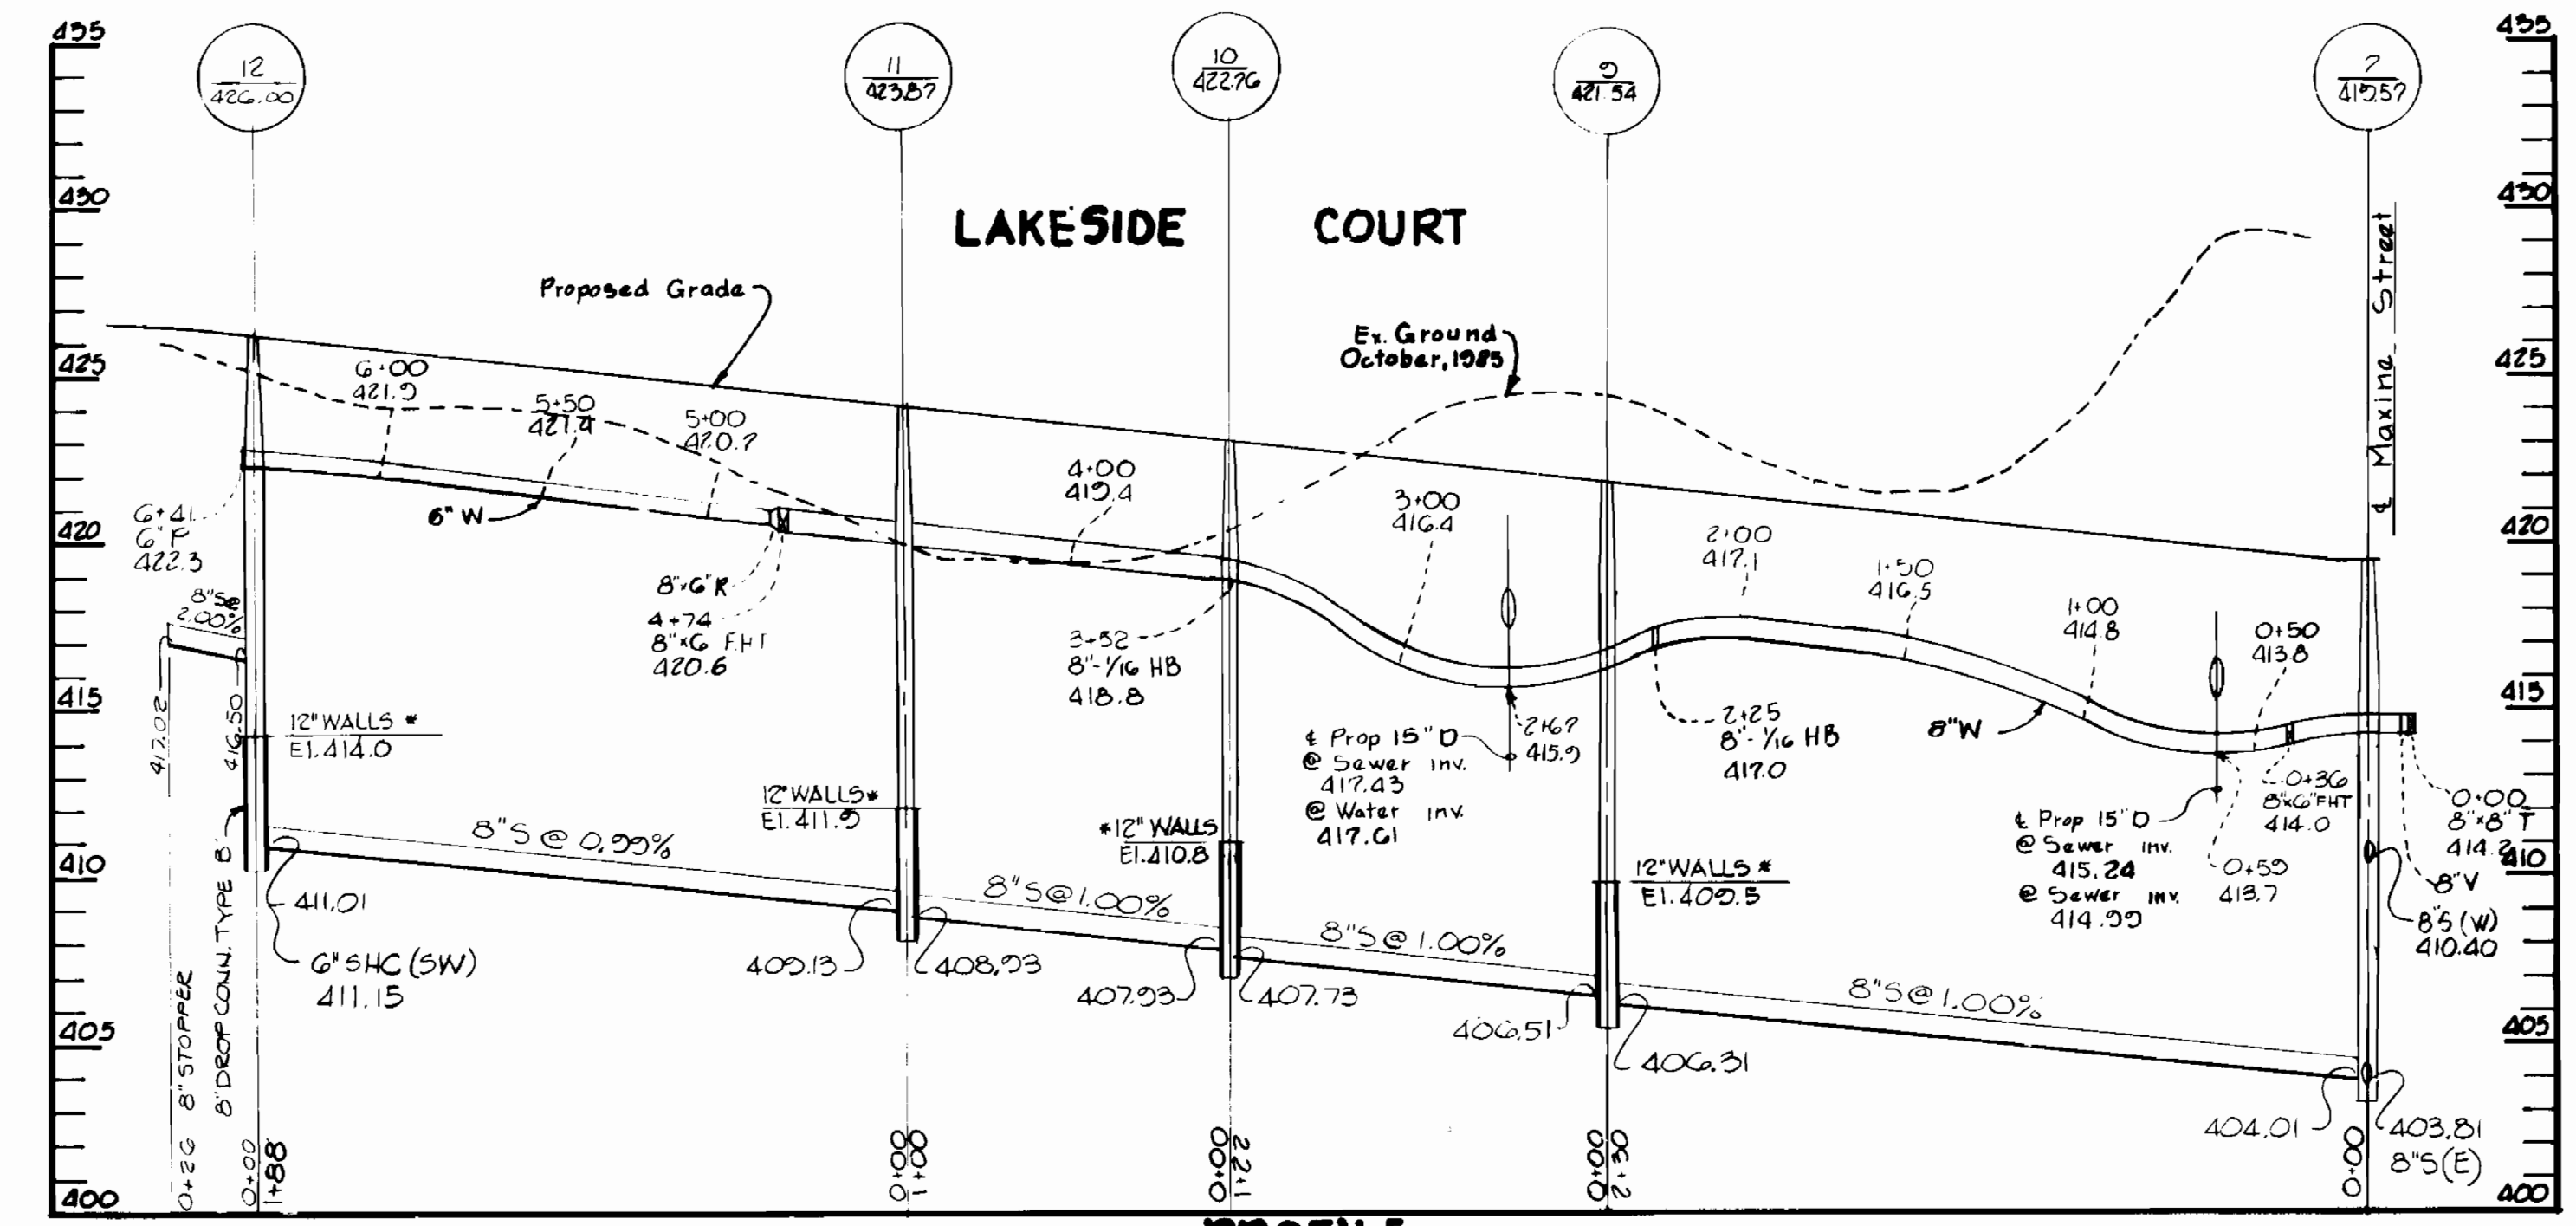 435
430
425
420
415
410
405
400
435
430
425
420
415
410
405
400
12
426.00
11
423.87
10
422.76
9
421.54
7
419.57
LAKESIDE COURT
Proposed Grade
Ex. Ground
October, 1985
℄ Maxine Street
6+00
421.9
5+50
421.4
5+00
420.7
4+00
419.4
3+00
416.4
2+00
417.1
1+50
416.5
1+00
414.8
0+50
413.8
6+41
6" F
422.3
6" W
8"x6"R
4+74
8"x6 FHT
420.6
3+52
8"-1/16 HB
418.8
℄ Prop 15" D
@ Sewer inv.
417.43
@ Water inv.
417.61
2+67
415.9
2+25
8"-1/16 HB
417.0
8"W
℄ Prop 15"D
@ Sewer inv.
415.24
@ Sewer inv.
414.99
0+59
413.7
0+36
8"x6"FHT
414.0
0+00
8"x8" T
414.2
8"V
8"S(W)
410.40
8"S@
2.00%
417.02
416.50
12" WALLS *
El. 414.0
12" WALLS*
El. 411.9
*12" WALLS
El. 410.8
12" WALLS *
El. 409.5
8"S @ 0.99%
8"S@1.00%
8"S@1.00%
8"S@1.00%
411.01
6" SHC (SW)
411.15
409.13
408.93
407.93
407.73
406.51
406.31
404.01
403.81
8"S(E)
0+26 8" STOPPER
8" DROP CONN. TYPE B
0+00
1+88
0+00
1+00
0+00
1+22
0+00
2+30
0+00